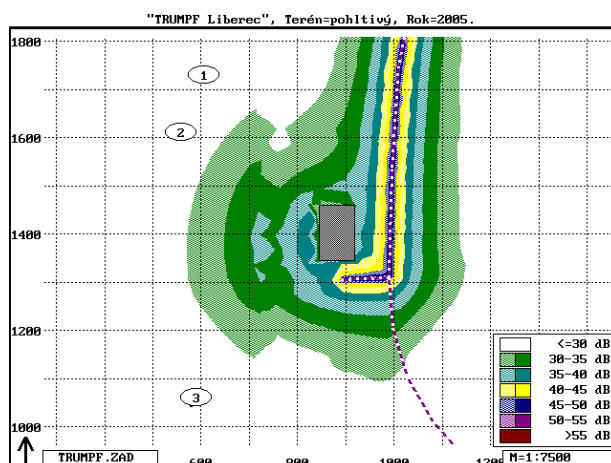 "TRUMPF Liberec", Terén=pohltivý, Rok=2005.
1800
1
1600
2
1400
1200
<=30 dB
30-35 dB
35-40 dB
40-45 dB
45-50 dB
50-55 dB
>55 dB
3
1000
TRUMPF.ZAD
600
800
1000
M=1:7500